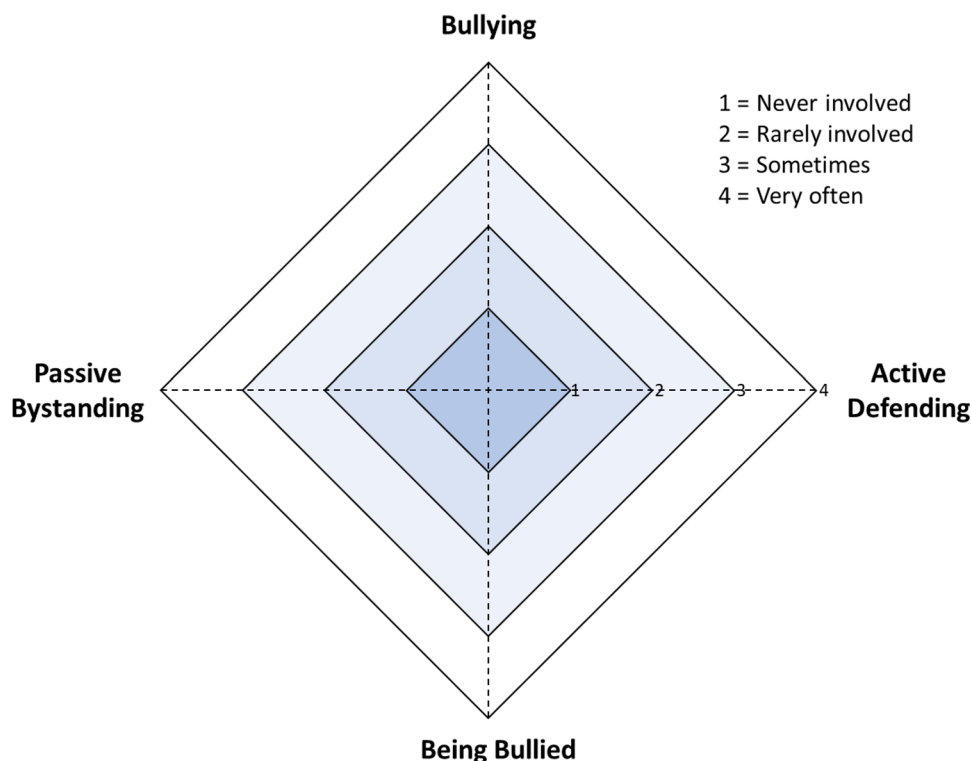 Bullying
1 = Never involved
2 = Rarely involved
3 = Sometimes
4 = Very often
Passive
Bystanding
1 2 3 4
Active
Defending
Being Bullied